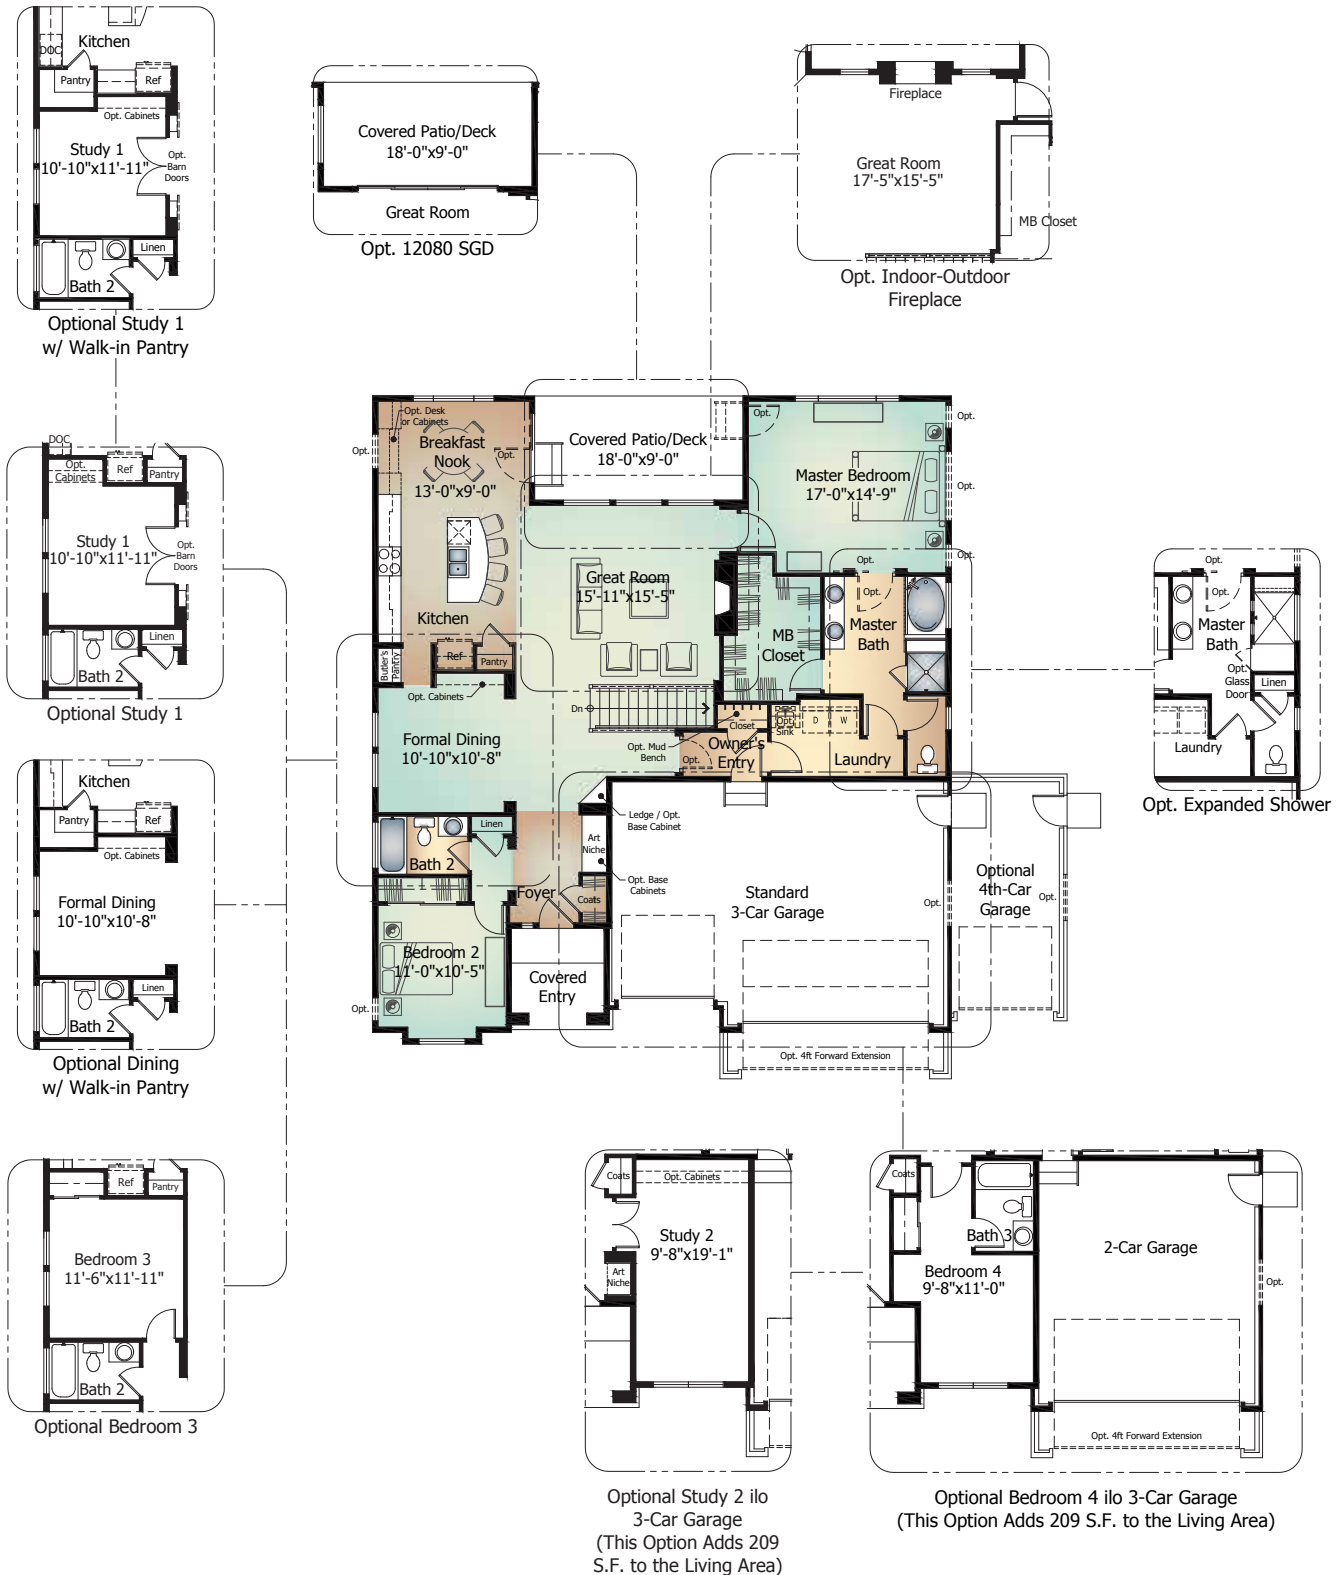 Kitchen
DOC
Pantry
Ref
Opt. Cabinets
Study 1
10'-10"x11'-11"
Opt.
Barn
Doors
Linen
Bath 2
Optional Study 1
w/ Walk-in Pantry
Covered Patio/Deck
18'-0"x9'-0"
Great Room
Opt. 12080 SGD
Fireplace
Great Room
17'-5"x15'-5"
MB Closet
Opt. Indoor-Outdoor
Fireplace
DOC
Opt.
Cabinets
Ref
Pantry
Study 1
10'-10"x11'-11"
Opt.
Barn
Doors
Linen
Bath 2
Optional Study 1
Kitchen
Pantry
Ref
Opt. Cabinets
Formal Dining
10'-10"x10'-8"
Linen
Bath 2
Optional Dining
w/ Walk-in Pantry
Ref
Pantry
Bedroom 3
11'-6"x11'-11"
Bath 2
Optional Bedroom 3
Opt. Desk
or Cabinets
Breakfast
Nook
13'-0"x9'-0"
Opt.
Opt.
Covered Patio/Deck
18'-0"x9'-0"
Opt.
Opt.
Master Bedroom
17'-0"x14'-9"
Opt.
Opt.
Great Room
15'-11"x15'-5"
Kitchen
Ref
Pantry
Butler's
Pantry
MB
Closet
Opt.
Opt.
Master
Bath
Opt. Cabinets
Dn
Formal Dining
10'-10"x10'-8"
Opt. Mud
Bench
Closet
Owner's
Entry
Opt.
Opt.
Sink
D
W
Laundry
Ledge / Opt.
Base Cabinet
Linen
Bath 2
Art
Niche
Opt. Base
Cabinets
Foyer
Coats
Bedroom 2
11'-0"x10'-5"
Opt.
Covered
Entry
Standard
3-Car Garage
Opt.
Optional
4th-Car
Garage
Opt.
Opt. 4ft Forward Extension
Opt.
Master
Bath
Opt.
Glass
Door
Linen
Laundry
Opt. Expanded Shower
Coats
Opt. Cabinets
Study 2
9'-8"x19'-1"
Art
Niche
Optional Study 2 ilo
3-Car Garage
(This Option Adds 209
S.F. to the Living Area)
Coats
Bath 3
Bedroom 4
9'-8"x11'-0"
2-Car Garage
Opt.
Opt. 4ft Forward Extension
Optional Bedroom 4 ilo 3-Car Garage
(This Option Adds 209 S.F. to the Living Area)